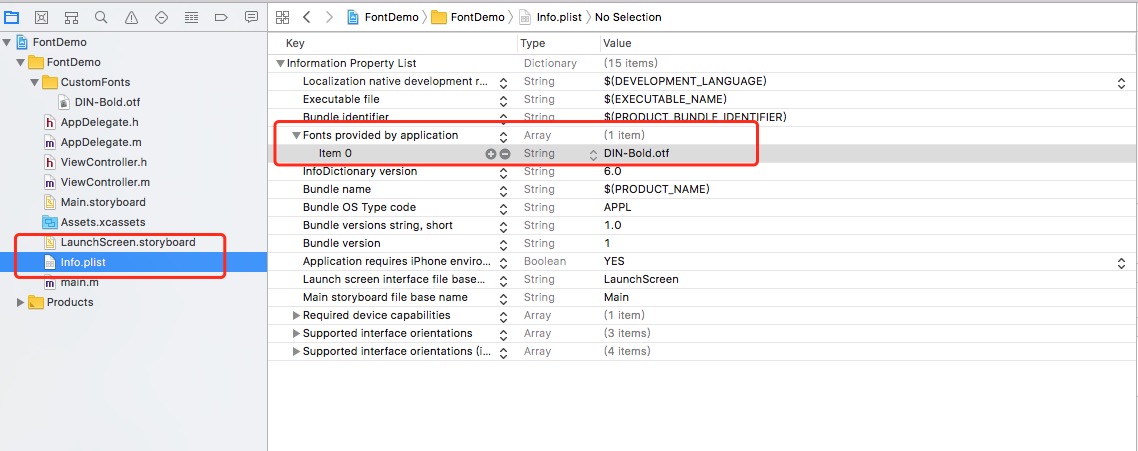 FontDemo
FontDemo
CustomFonts
DIN-Bold.otf
AppDelegate.h
AppDelegate.m
ViewController.h
ViewController.m
Main.storyboard
Assets.xcassets
LaunchScreen.storyboard
Info.plist
main.m
Products
FontDemo FontDemo Info.plist No Selection
Key Type Value
Information Property List Dictionary (15 items)
Localization native development r... String $(DEVELOPMENT_LANGUAGE)
Executable file String $(EXECUTABLE_NAME)
Bundle identifier String $(PRODUCT_BUNDLE_IDENTIFIER)
Fonts provided by application Array (1 item)
Item 0 String DIN-Bold.otf
InfoDictionary version String 6.0
Bundle name String $(PRODUCT_NAME)
Bundle OS Type code String APPL
Bundle versions string, short String 1.0
Bundle version String 1
Application requires iPhone enviro... Boolean YES
Launch screen interface file base... String LaunchScreen
Main storyboard file base name String Main
Required device capabilities Array (1 item)
Supported interface orientations Array (3 items)
Supported interface orientations (i... Array (4 items)